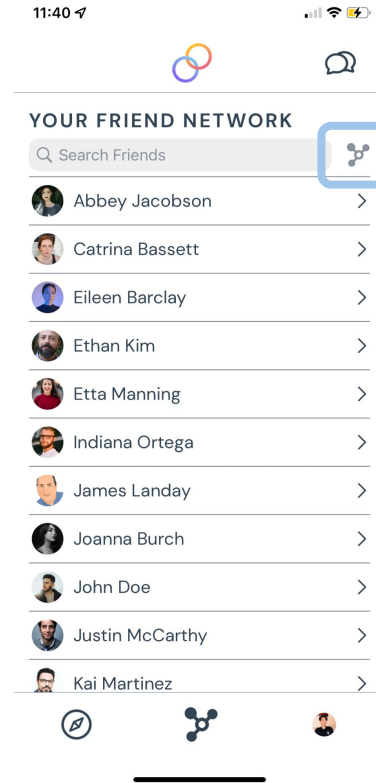 11:40
YOUR FRIEND NETWORK
Search Friends
Abbey Jacobson
Catrina Bassett
Eileen Barclay
Ethan Kim
Etta Manning
Indiana Ortega
James Landay
Joanna Burch
John Doe
Justin McCarthy
Kai Martinez